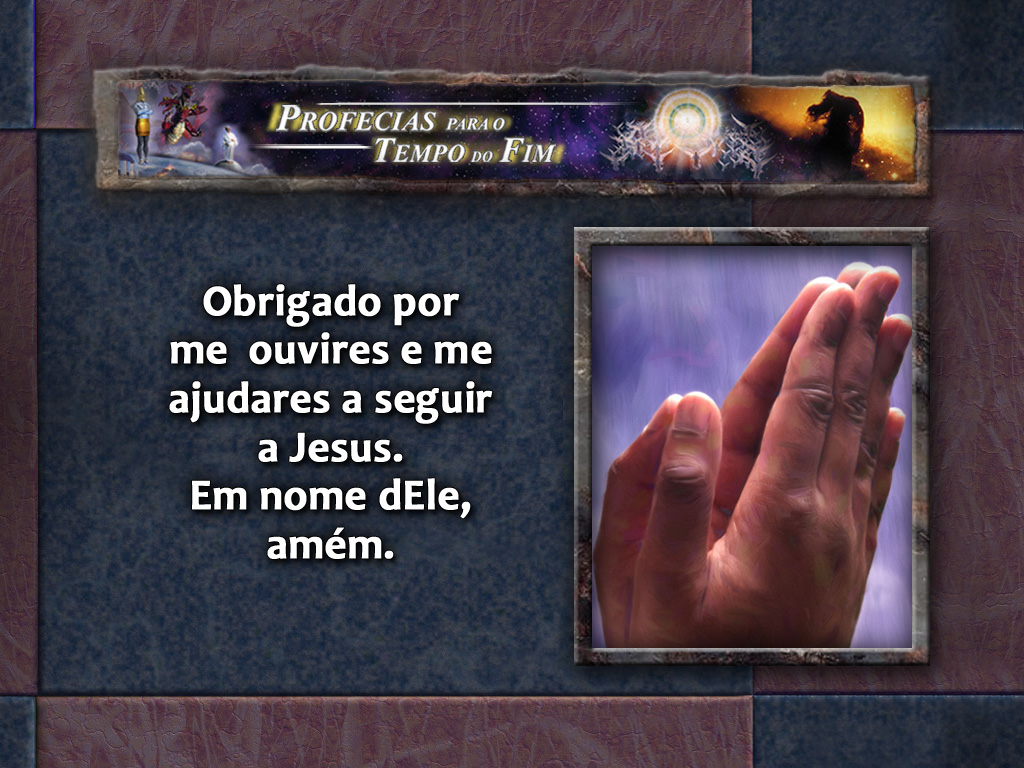 PROFECIAS PARA O
TEMPO DO FIM
Obrigado por
me  ouvires e me
ajudares a seguir
a Jesus.
Em nome dEle,
amém.